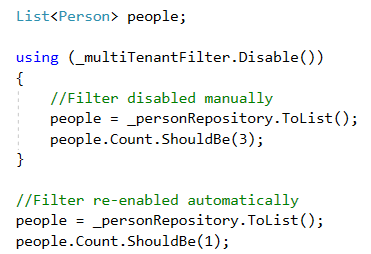 List<Person> people;
using (_multiTenantFilter.Disable())
{
//Filter disabled manually
people = _personRepository.ToList();
people.Count.ShouldBe(3);
}
//Filter re-enabled automatically
people = _personRepository.ToList();
people.Count.ShouldBe(1);